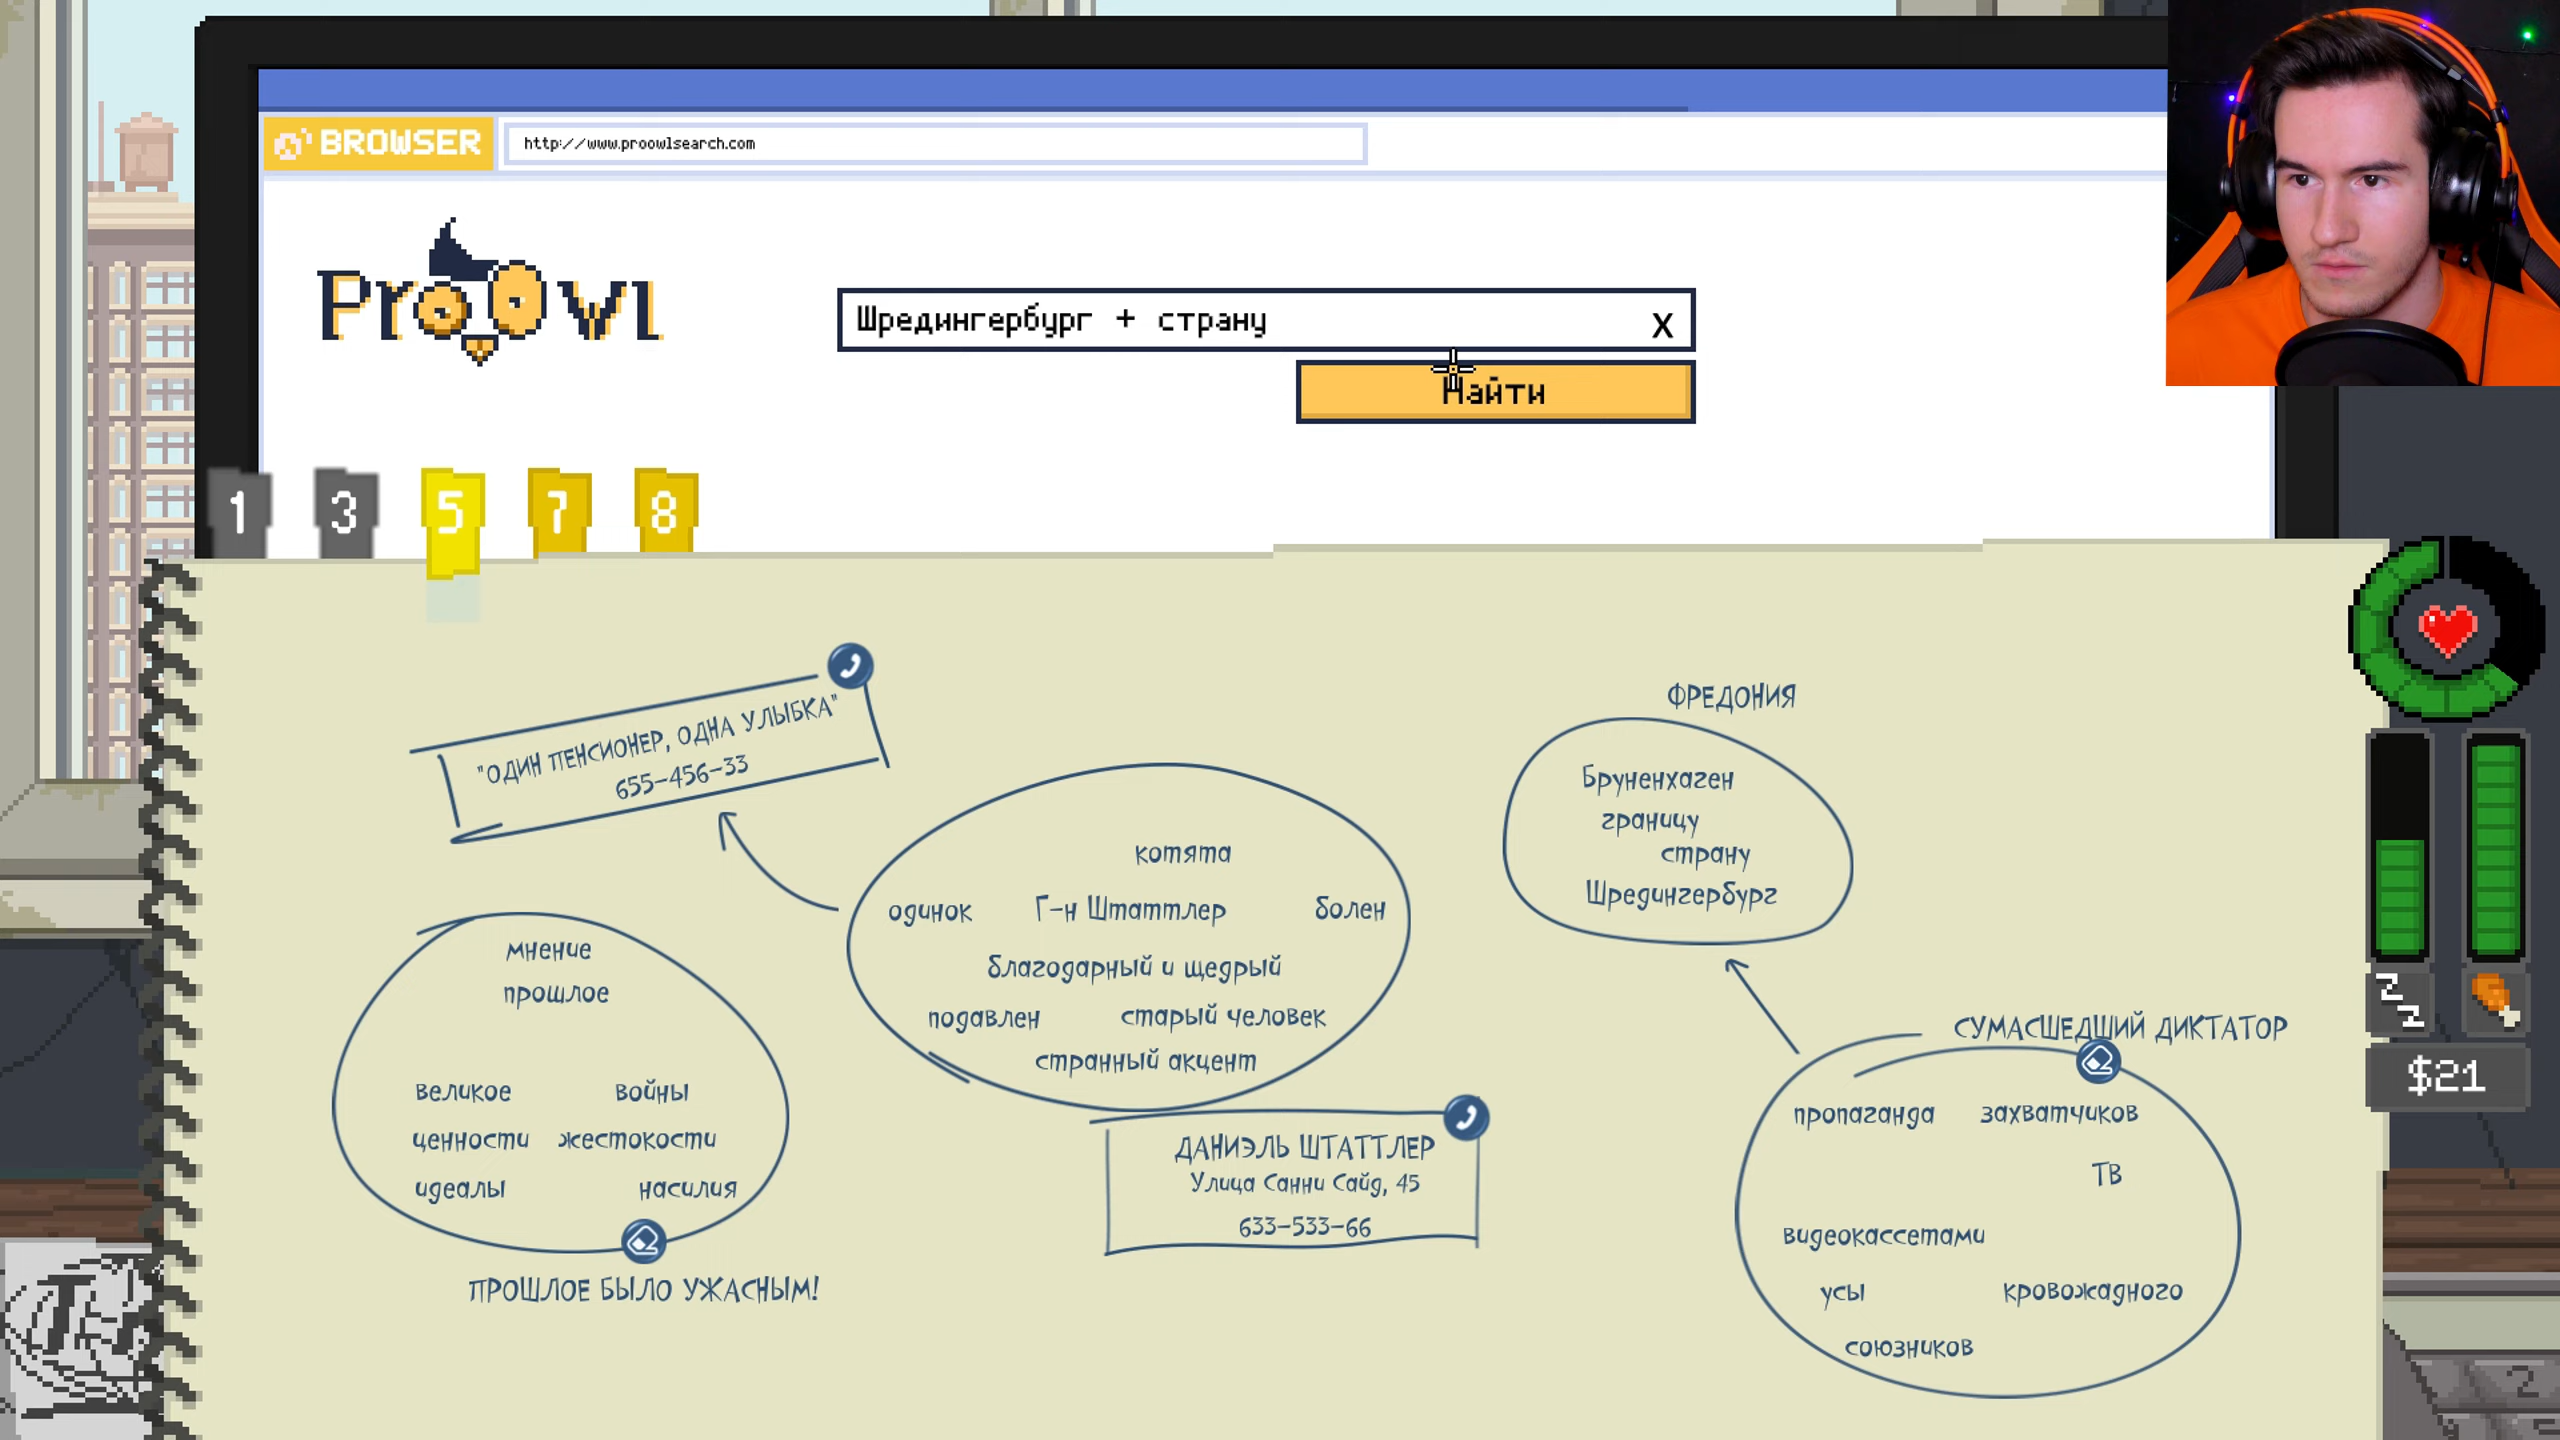 BROWSER
http://www.proowlsearch.com
PrOOwl
Шредингербург + страну
X
Найти
1 3 5 7 8
"ОДИН ПЕНСИОНЕР, ОДНА УЛЫБКА"
655-456-33
ФРЕДОНИЯ
Бруненхаген
границу
страну
Шредингербург
котята
одинок Г-н Штаттлер болен
благодарный и щедрый
подавлен старый человек
странный акцент
мнение
прошлое
великое войны
ценности жестокости
идеалы насилия
ПРОШЛОЕ БЫЛО УЖАСНЫМ!
ДАНИЭЛЬ ШТАТТЛЕР
Улица Санни Сайд, 45
633-533-66
СУМАСШЕДШИЙ ДИКТАТОР
пропаганда захватчиков
ТВ
видеокассетами
усы кровожадного
союзников
$21
2